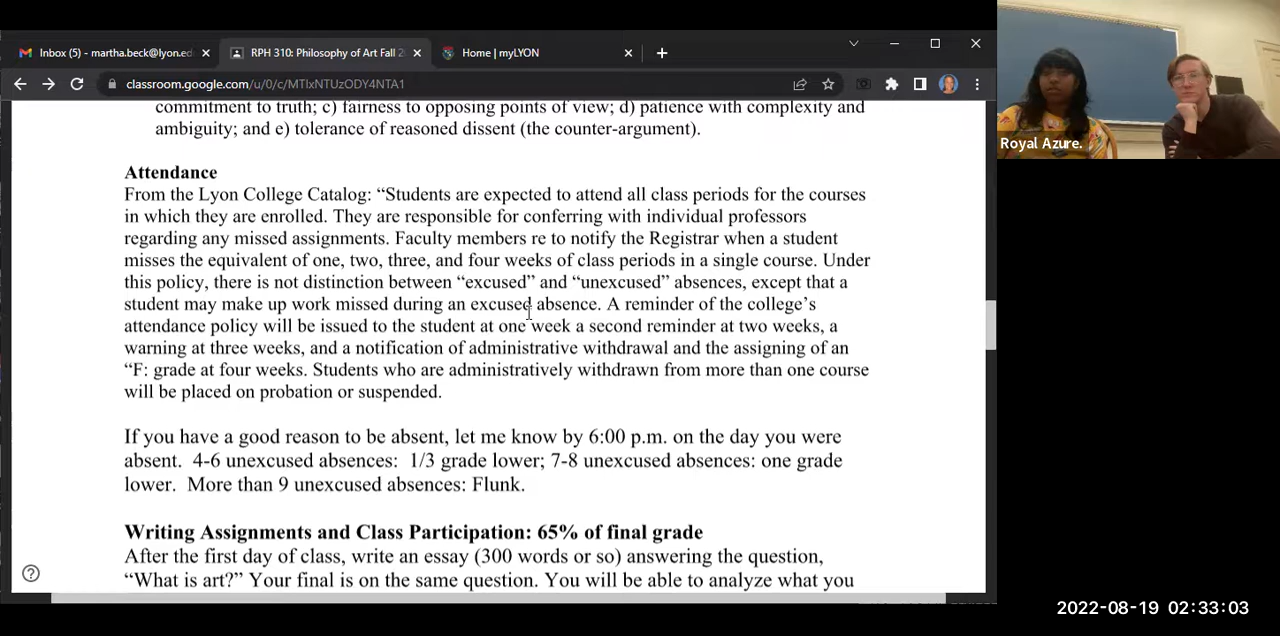 Inbox (5) - martha.beck@lyon.ed
RPH 310: Philosophy of Art Fall 2
Home | myLYON
classroom.google.com/u/0/c/MTIxNTUzODY4NTA1
commitment to truth; c) fairness to opposing points of view; d) patience with complexity and
ambiguity; and e) tolerance of reasoned dissent (the counter-argument).
Attendance
From the Lyon College Catalog: “Students are expected to attend all class periods for the courses
in which they are enrolled. They are responsible for conferring with individual professors
regarding any missed assignments. Faculty members re to notify the Registrar when a student
misses the equivalent of one, two, three, and four weeks of class periods in a single course. Under
this policy, there is not distinction between “excused” and “unexcused” absences, except that a
student may make up work missed during an excused absence. A reminder of the college’s
attendance policy will be issued to the student at one week a second reminder at two weeks, a
warning at three weeks, and a notification of administrative withdrawal and the assigning of an
“F: grade at four weeks. Students who are administratively withdrawn from more than one course
will be placed on probation or suspended.
If you have a good reason to be absent, let me know by 6:00 p.m. on the day you were
absent. 4-6 unexcused absences: 1/3 grade lower; 7-8 unexcused absences: one grade
lower. More than 9 unexcused absences: Flunk.
Writing Assignments and Class Participation: 65% of final grade
After the first day of class, write an essay (300 words or so) answering the question,
“What is art?” Your final is on the same question. You will be able to analyze what you
Royal Azure.
2022-08-19 02:33:03